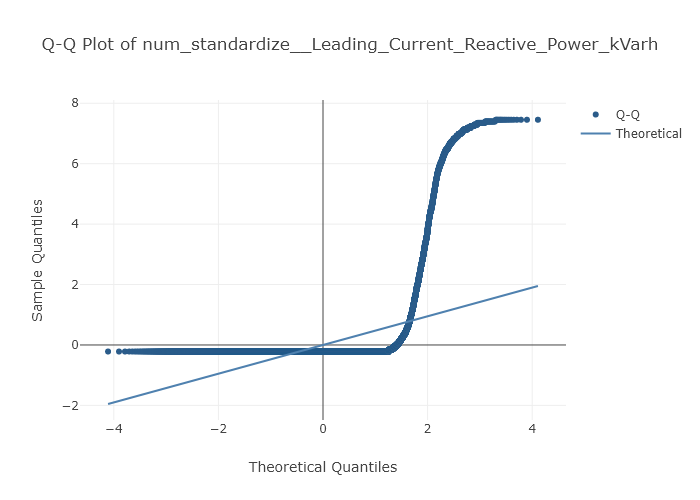 Q-Q Plot of num_standardize__Leading_Current_Reactive_Power_kVarh
Q-Q
Theoretical
Sample Quantiles
8
6
4
2
0
−2
−4
−2
0
2
4
Theoretical Quantiles